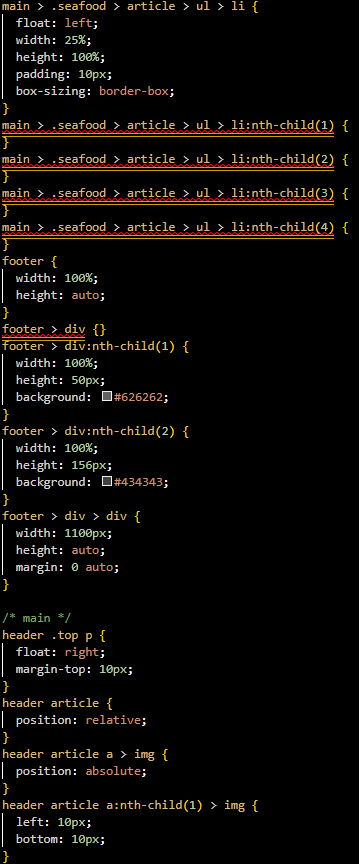 main > .seafood > article > ul > li {
float: left;
width: 25%;
height: 100%;
padding: 10px;
box-sizing: border-box;
}
main > .seafood > article > ul > li:nth-child(1) {
}
main > .seafood > article > ul > li:nth-child(2) {
}
main > .seafood > article > ul > li:nth-child(3) {
}
main > .seafood > article > ul > li:nth-child(4) {
}
footer {
width: 100%;
height: auto;
}
footer > div {}
footer > div:nth-child(1) {
width: 100%;
height: 50px;
background: #626262;
}
footer > div:nth-child(2) {
width: 100%;
height: 156px;
background: #434343;
}
footer > div > div {
width: 1100px;
height: auto;
margin: 0 auto;
}
/* main */
header .top p {
float: right;
margin-top: 10px;
}
header article {
position: relative;
}
header article a > img {
position: absolute;
}
header article a:nth-child(1) > img {
left: 10px;
bottom: 10px;
}